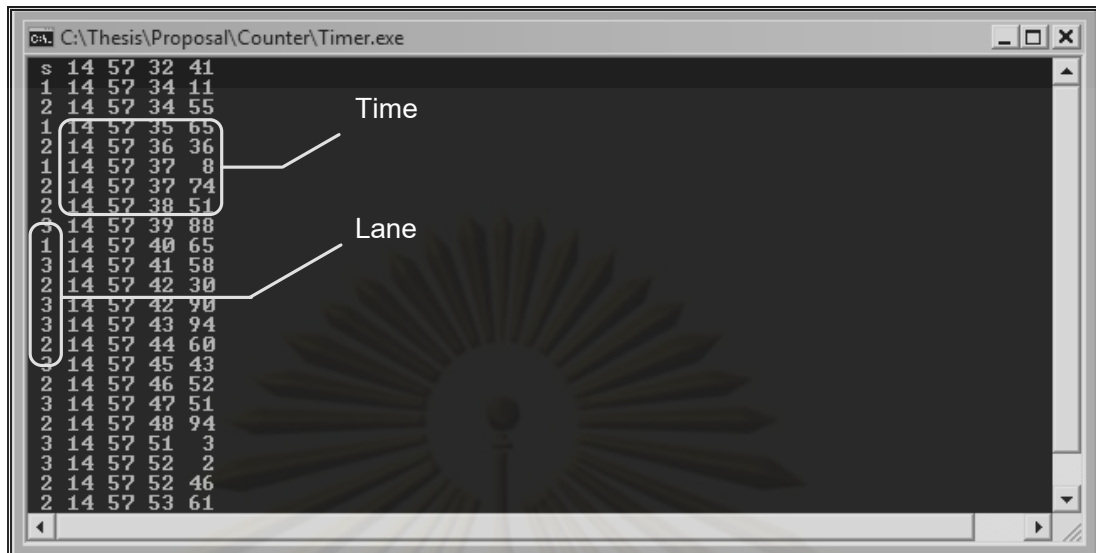 C:\Thesis\Proposal\Counter\Timer.exe
s 14 57 32 41
1 14 57 34 11
2 14 57 34 55
1 14 57 35 65
2 14 57 36 36
1 14 57 37 8
2 14 57 37 74
2 14 57 38 51
3 14 57 39 88
1 14 57 40 65
3 14 57 41 58
2 14 57 42 30
3 14 57 42 90
3 14 57 43 94
2 14 57 44 60
3 14 57 45 43
2 14 57 46 52
3 14 57 47 51
2 14 57 48 94
3 14 57 51 3
3 14 57 52 2
2 14 57 52 46
2 14 57 53 61
Time
Lane